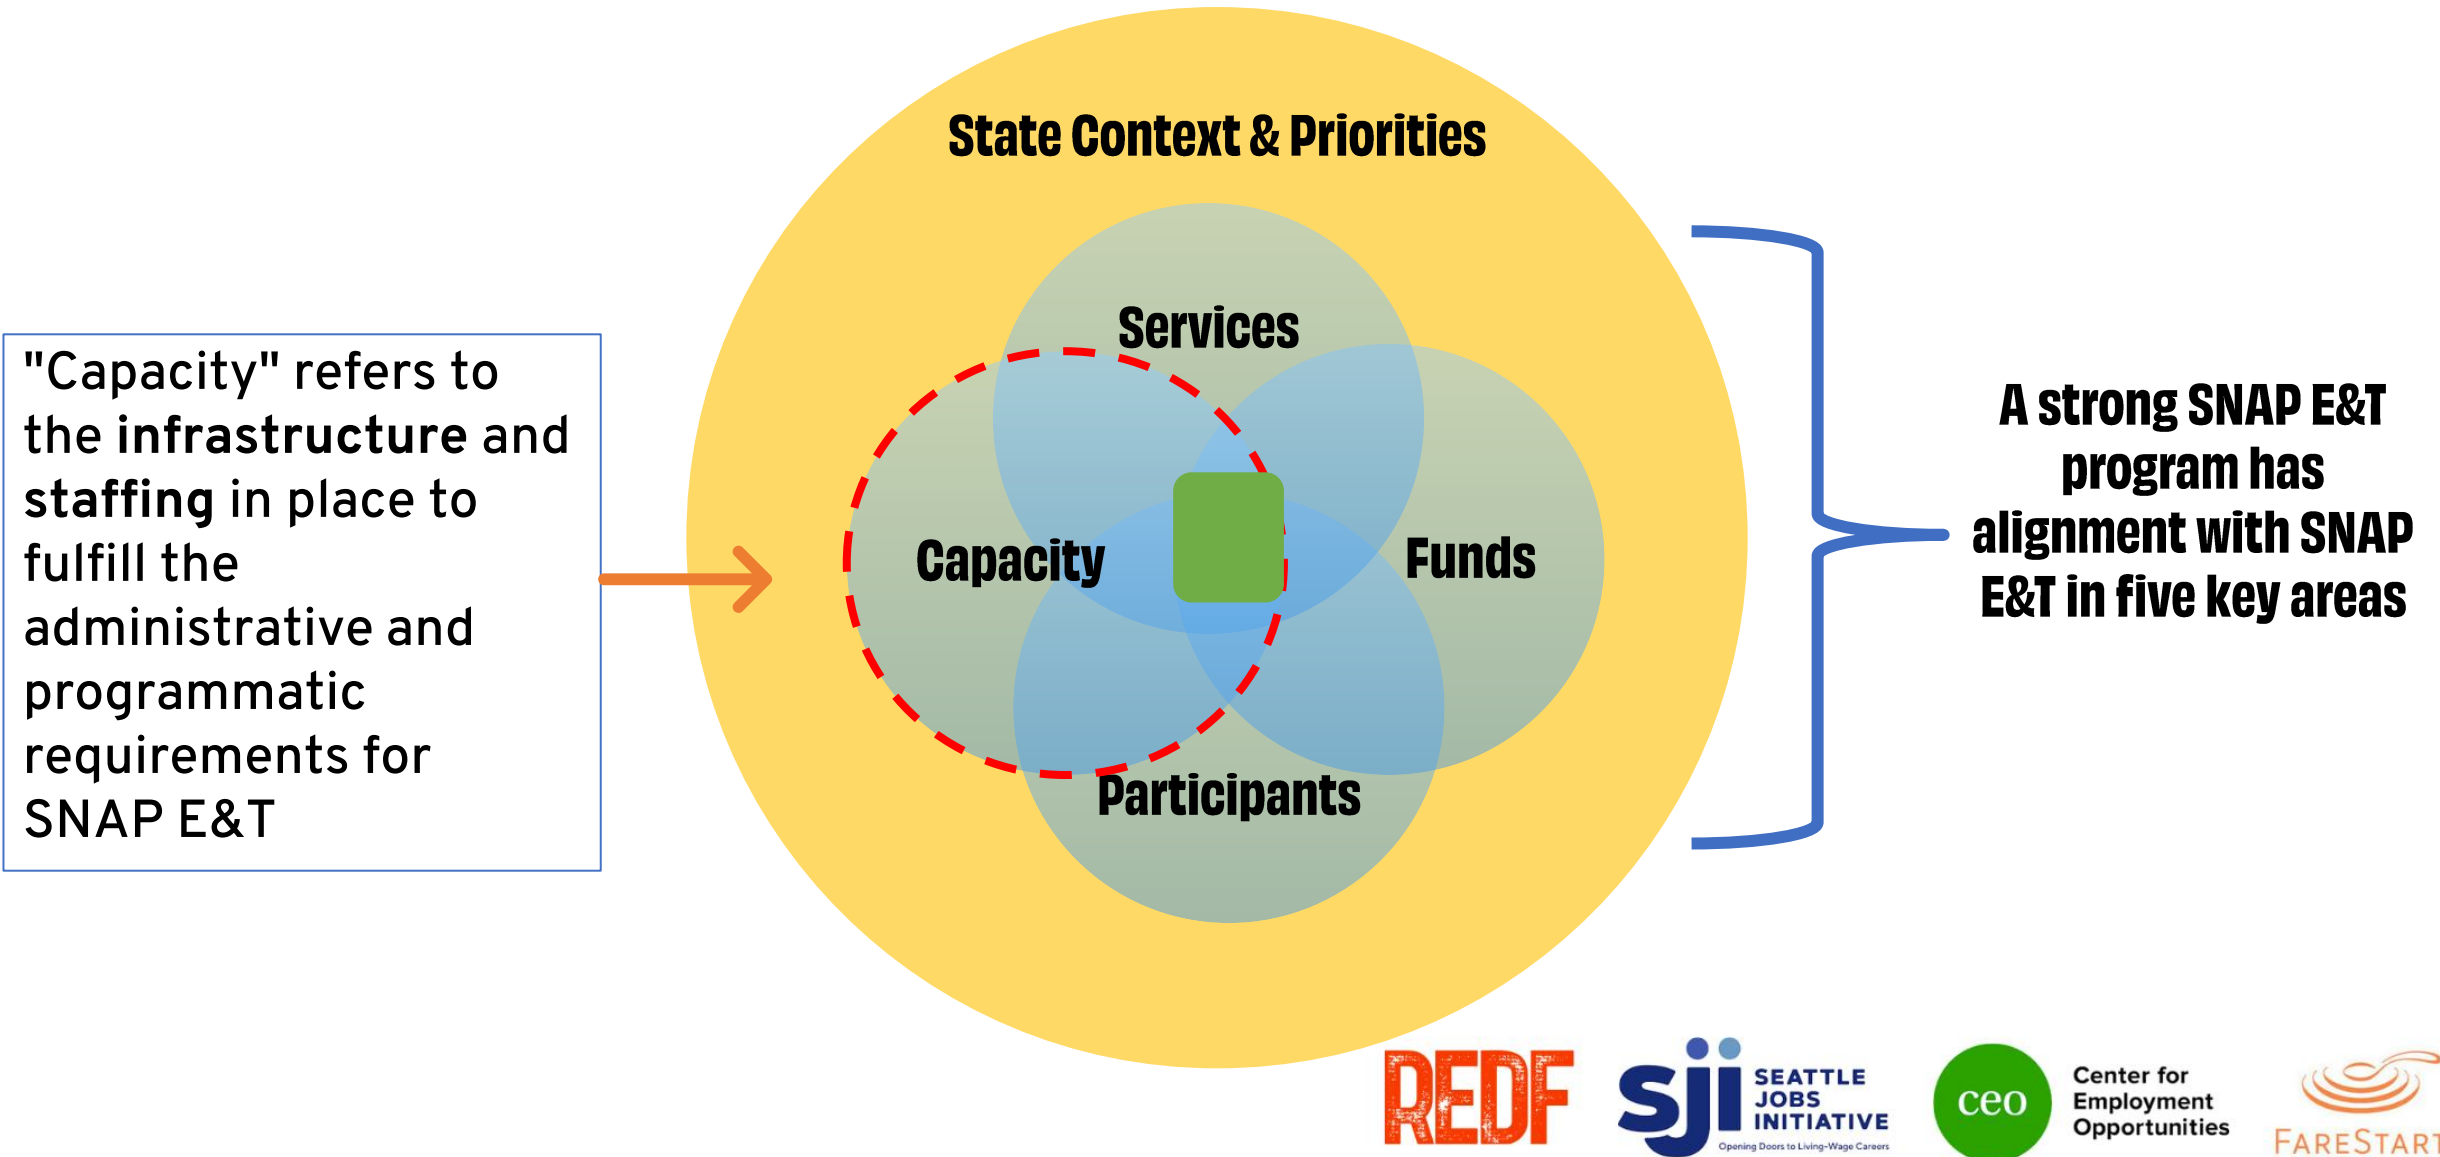 State Context & Priorities
Services
Capacity
Funds
Participants
"Capacity" refers to
the infrastructure and
staffing in place to
fulfill the
administrative and
programmatic
requirements for
SNAP E&T
A strong SNAP E&T
program has
alignment with SNAP
E&T in five key areas
REDF
sji
SEATTLE
JOBS
INITIATIVE
Opening Doors to Living-Wage Careers
ceo
Center for
Employment
Opportunities
FARESTART